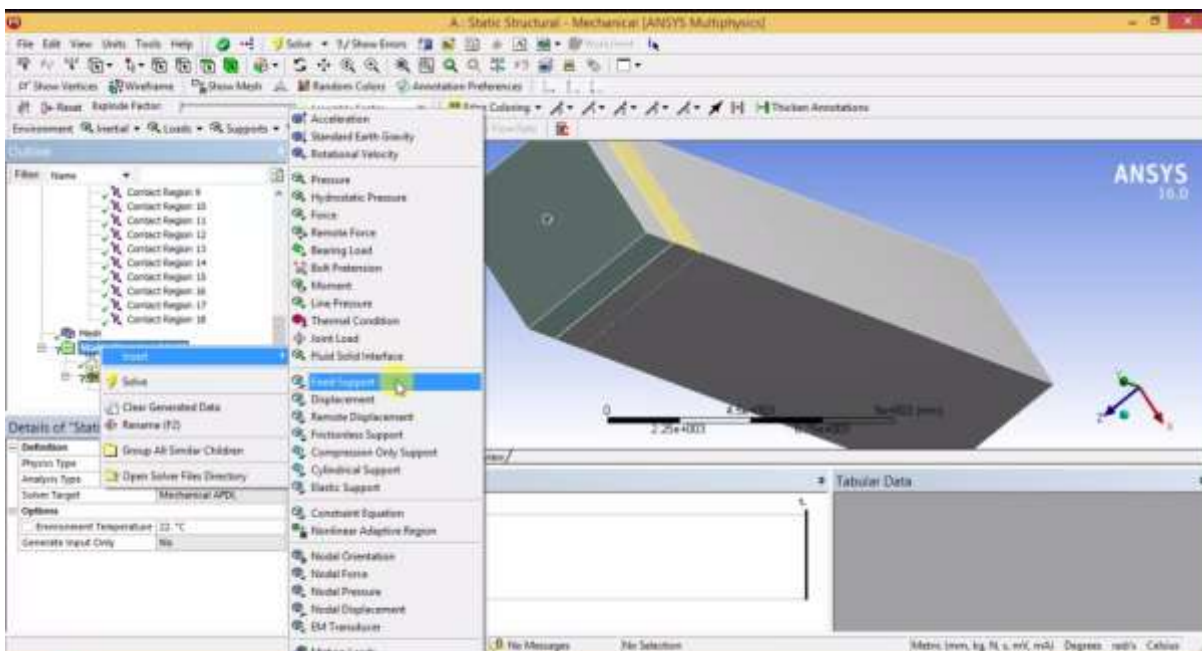 A : Static Structural - Mechanical [ANSYS Multiphysics]
File Edit View Units Tools Help Solve ?/ Show Errors
Show Vertices Wireframe Show Mesh Random Colors Annotation Preferences
Reset Explode Factor: Edge Coloring Thicken Annotations
Environment Inertial Loads Supports
Outline
Filter: Name
Contact Region 9
Contact Region 10
Contact Region 11
Contact Region 12
Contact Region 13
Contact Region 14
Contact Region 15
Contact Region 16
Contact Region 17
Contact Region 18
Mesh
Insert
Solve
Clear Generated Data
Rename (F2)
Group All Similar Children
Open Solver Files Directory
Acceleration
Standard Earth Gravity
Rotational Velocity
Pressure
Hydrostatic Pressure
Force
Remote Force
Bearing Load
Bolt Pretension
Moment
Line Pressure
Thermal Condition
Joint Load
Fluid Solid Interface
Fixed Support
Displacement
Remote Displacement
Frictionless Support
Compression Only Support
Cylindrical Support
Elastic Support
Constraint Equation
Nonlinear Adaptive Region
Nodal Orientation
Nodal Force
Nodal Pressure
Nodal Displacement
EM Transducer
Motion Loads
ANSYS
16.0
0
2.25e+003
Details of "Stati
Definition
Physics Type
Analysis Type
Solver Target Mechanical APDL
Options
Environment Temperature 22. °C
Generate Input Only No
Tabular Data
1.
No Messages No Selection Metric (mm, kg, N, s, mV, mA) Degrees rad/s Celsius